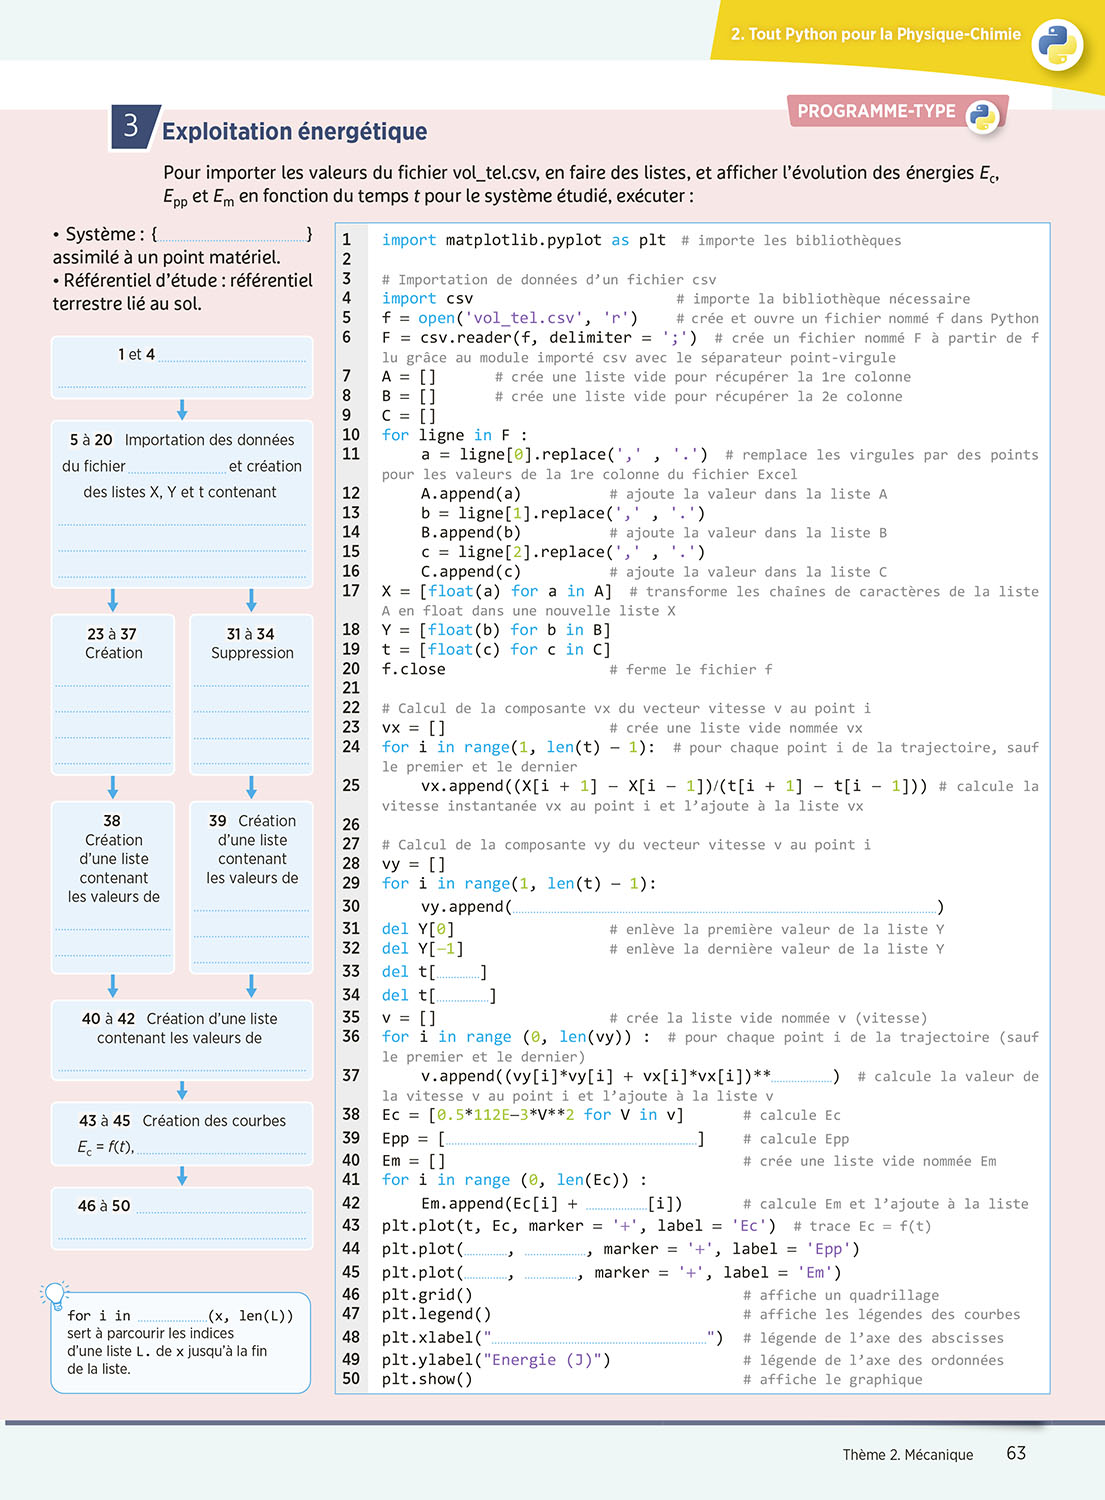 2. Tout Python pour la Physique-Chimie
PROGRAMME-TYPE
3 Exploitation énergétique
Pour importer les valeurs du fichier vol_tel.csv, en faire des listes, et afficher l'évolution des énergies Ec,
Epp et Em en fonction du temps t pour le système étudié, exécuter :
• Système : { }
assimilé à un point matériel.
• Référentiel d'étude : référentiel
terrestre lié au sol.
1 et 4
5 à 20 Importation des données
du fichier et création
des listes X, Y et t contenant
23 à 37
Création
31 à 34
Suppression
38
Création
d'une liste
contenant
les valeurs de
39 Création
d'une liste
contenant
les valeurs de
40 à 42 Création d'une liste
contenant les valeurs de
43 à 45 Création des courbes
Ec = f(t),
46 à 50
for i in (x, len(L))
sert à parcourir les indices
d'une liste L. de x jusqu'à la fin
de la liste.
1 import matplotlib.pyplot as plt # importe les bibliothèques
2
3 # Importation de données d'un fichier csv
4 import csv # importe la bibliothèque nécessaire
5 f = open('vol_tel.csv', 'r') # crée et ouvre un fichier nommé f dans Python
6 F = csv.reader(f, delimiter = ';') # crée un fichier nommé F à partir de f
lu grâce au module importé csv avec le séparateur point-virgule
7 A = [] # crée une liste vide pour récupérer la 1re colonne
8 B = [] # crée une liste vide pour récupérer la 2e colonne
9 C = []
10 for ligne in F :
11 a = ligne[0].replace(',' , '.') # remplace les virgules par des points
pour les valeurs de la 1re colonne du fichier Excel
12 A.append(a) # ajoute la valeur dans la liste A
13 b = ligne[1].replace(',' , '.')
14 B.append(b) # ajoute la valeur dans la liste B
15 c = ligne[2].replace(',' , '.')
16 C.append(c) # ajoute la valeur dans la liste C
17 X = [float(a) for a in A] # transforme les chaines de caractères de la liste
A en float dans une nouvelle liste X
18 Y = [float(b) for b in B]
19 t = [float(c) for c in C]
20 f.close # ferme le fichier f
21
22 # Calcul de la composante vx du vecteur vitesse v au point i
23 vx = [] # crée une liste vide nommée vx
24 for i in range(1, len(t) – 1): # pour chaque point i de la trajectoire, sauf
le premier et le dernier
25 vx.append((X[i + 1] – X[i – 1])/(t[i + 1] – t[i – 1])) # calcule la
vitesse instantanée vx au point i et l'ajoute à la liste vx
26
27 # Calcul de la composante vy du vecteur vitesse v au point i
28 vy = []
29 for i in range(1, len(t) – 1):
30 vy.append( )
31 del Y[0] # enlève la première valeur de la liste Y
32 del Y[–1] # enlève la dernière valeur de la liste Y
33 del t[ ]
34 del t[ ]
35 v = [] # crée la liste vide nommée v (vitesse)
36 for i in range (0, len(vy)) : # pour chaque point i de la trajectoire (sauf
le premier et le dernier)
37 v.append((vy[i]*vy[i] + vx[i]*vx[i])** ) # calcule la valeur de
la vitesse v au point i et l'ajoute à la liste v
38 Ec = [0.5*112E–3*V**2 for V in v] # calcule Ec
39 Epp = [ ] # calcule Epp
40 Em = [] # crée une liste vide nommée Em
41 for i in range (0, len(Ec)) :
42 Em.append(Ec[i] + [i]) # calcule Em et l'ajoute à la liste
43 plt.plot(t, Ec, marker = '+', label = 'Ec') # trace Ec = f(t)
44 plt.plot( , , marker = '+', label = 'Epp')
45 plt.plot( , , marker = '+', label = 'Em')
46 plt.grid() # affiche un quadrillage
47 plt.legend() # affiche les légendes des courbes
48 plt.xlabel(" ") # légende de l'axe des abscisses
49 plt.ylabel("Energie (J)") # légende de l'axe des ordonnées
50 plt.show() # affiche le graphique
Thème 2. Mécanique 63